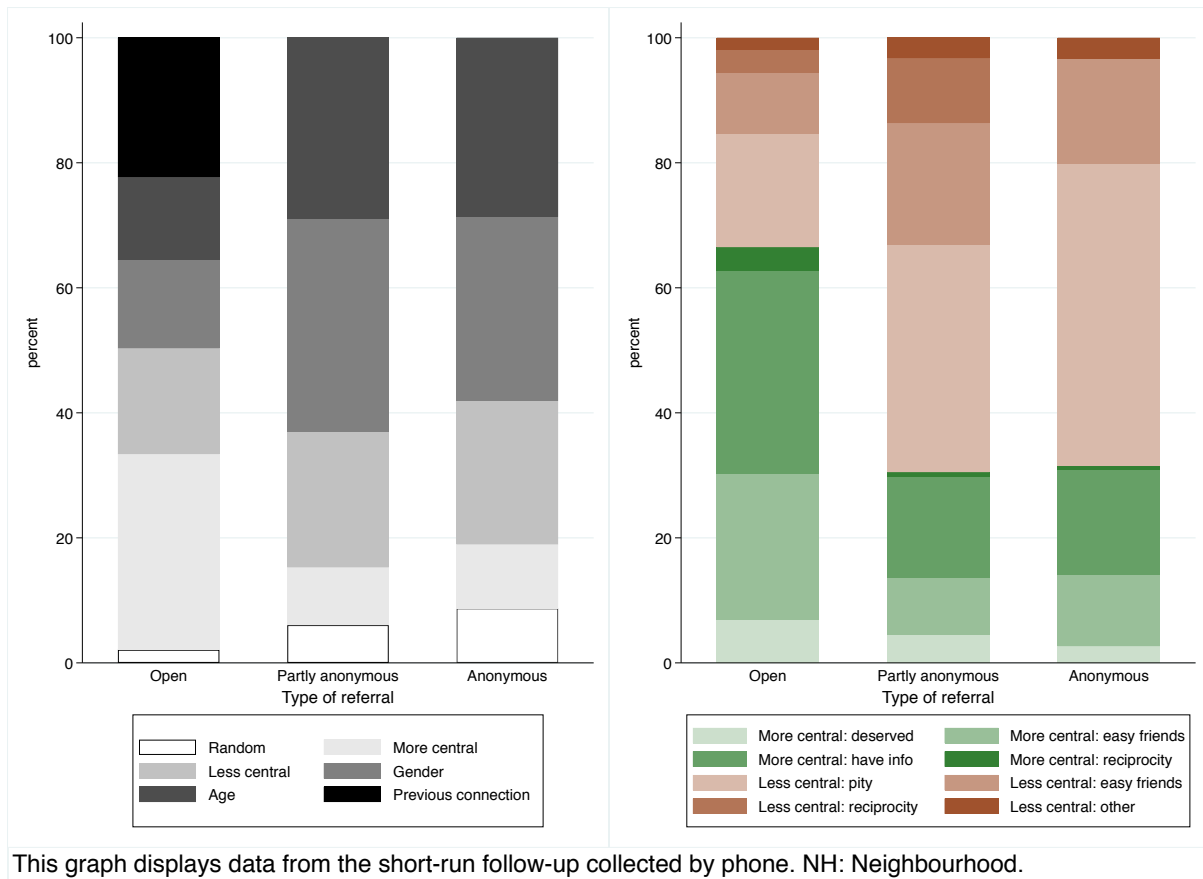 100
80
60
40
20
0
percent
Open Partly anonymous Anonymous
Type of referral
Random More central
Less central Gender
Age Previous connection
100
80
60
40
20
0
percent
Open Partly anonymous Anonymous
Type of referral
More central: deserved More central: easy friends
More central: have info More central: reciprocity
Less central: pity Less central: easy friends
Less central: reciprocity Less central: other
This graph displays data from the short-run follow-up collected by phone. NH: Neighbourhood.